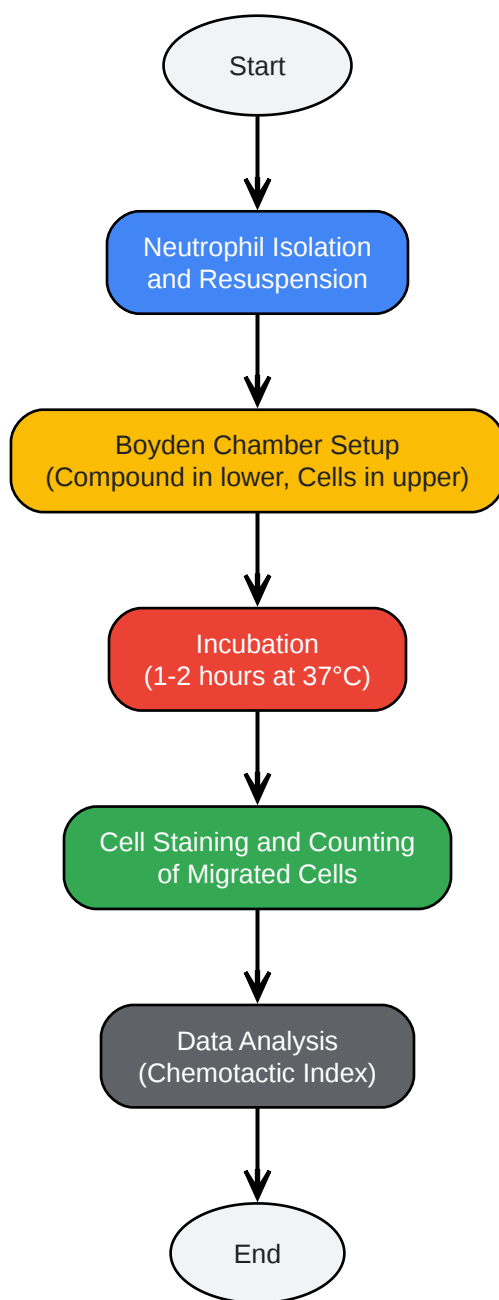 Start
Neutrophil Isolation
and Resuspension
Boyden Chamber Setup
(Compound in lower, Cells in upper)
Incubation
(1-2 hours at 37°C)
Cell Staining and Counting
of Migrated Cells
Data Analysis
(Chemotactic Index)
End